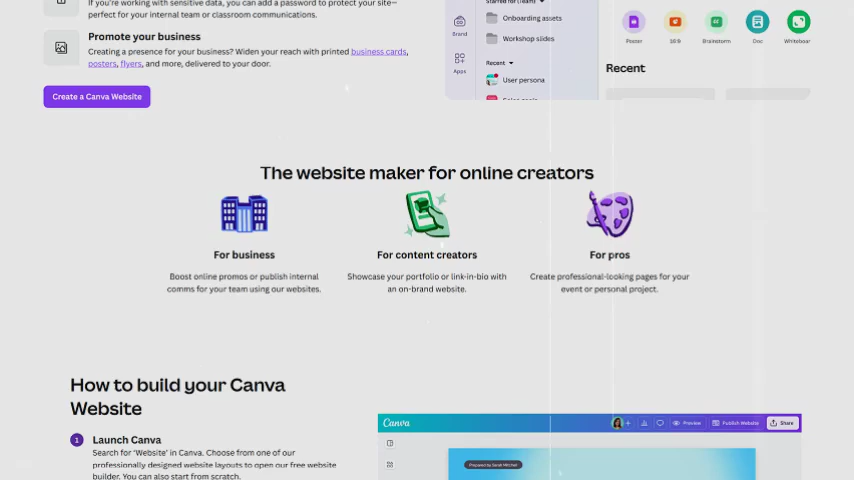 If you're working with sensitive data, you can add a password to protect your site—
perfect for your internal team or classroom communications.
Promote your business
Creating a presence for your business? Widen your reach with printed business cards,
posters, flyers, and more, delivered to your door.
Create a Canva Website
Brand
Apps
Onboarding assets
Workshop slides
Recent
User persona
Poster
16:9
Brainstorm
Doc
Whiteboar
Recent
The website maker for online creators
For business
Boost online promos or publish internal
comms for your team using our websites.
For content creators
Showcase your portfolio or link-in-bio with
an on-brand website.
For pros
Create professional-looking pages for your
event or personal project.
How to build your Canva
Website
1 Launch Canva
Search for 'Website' in Canva. Choose from one of our
professionally designed website layouts to open our free website
builder. You can also start from scratch.
Canva
Preview
Publish Website
Share
Prepared by Sarah Mitchell